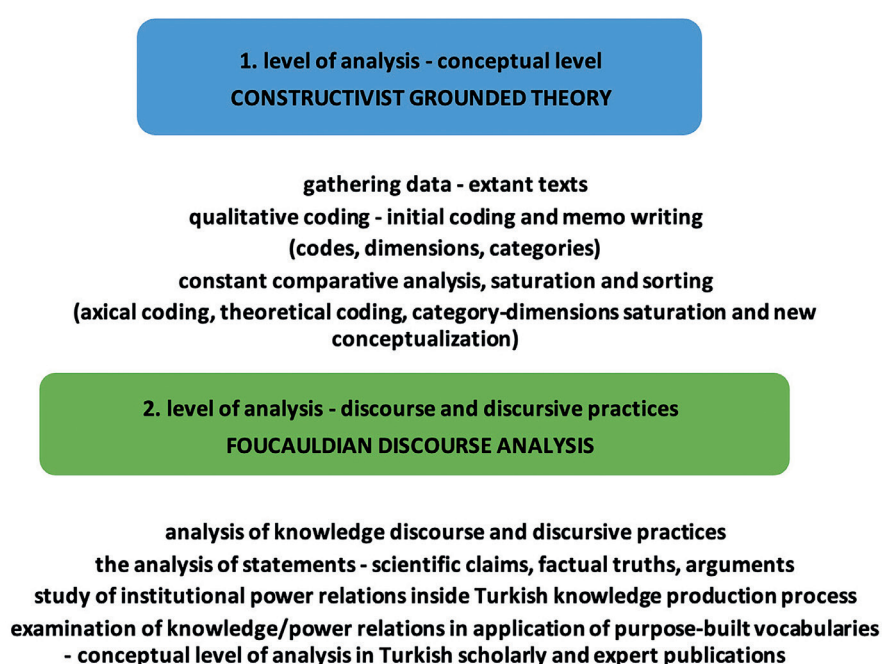 1. level of analysis - conceptual level
CONSTRUCTIVIST GROUNDED THEORY
gathering data - extant texts
qualitative coding - initial coding and memo writing
(codes, dimensions, categories)
constant comparative analysis, saturation and sorting
(axical coding, theoretical coding, category-dimensions saturation and new
conceptualization)
2. level of analysis - discourse and discursive practices
FOUCAULDIAN DISCOURSE ANALYSIS
analysis of knowledge discourse and discursive practices
the analysis of statements - scientific claims, factual truths, arguments
study of institutional power relations inside Turkish knowledge production process
examination of knowledge/power relations in application of purpose-built vocabularies
- conceptual level of analysis in Turkish scholarly and expert publications